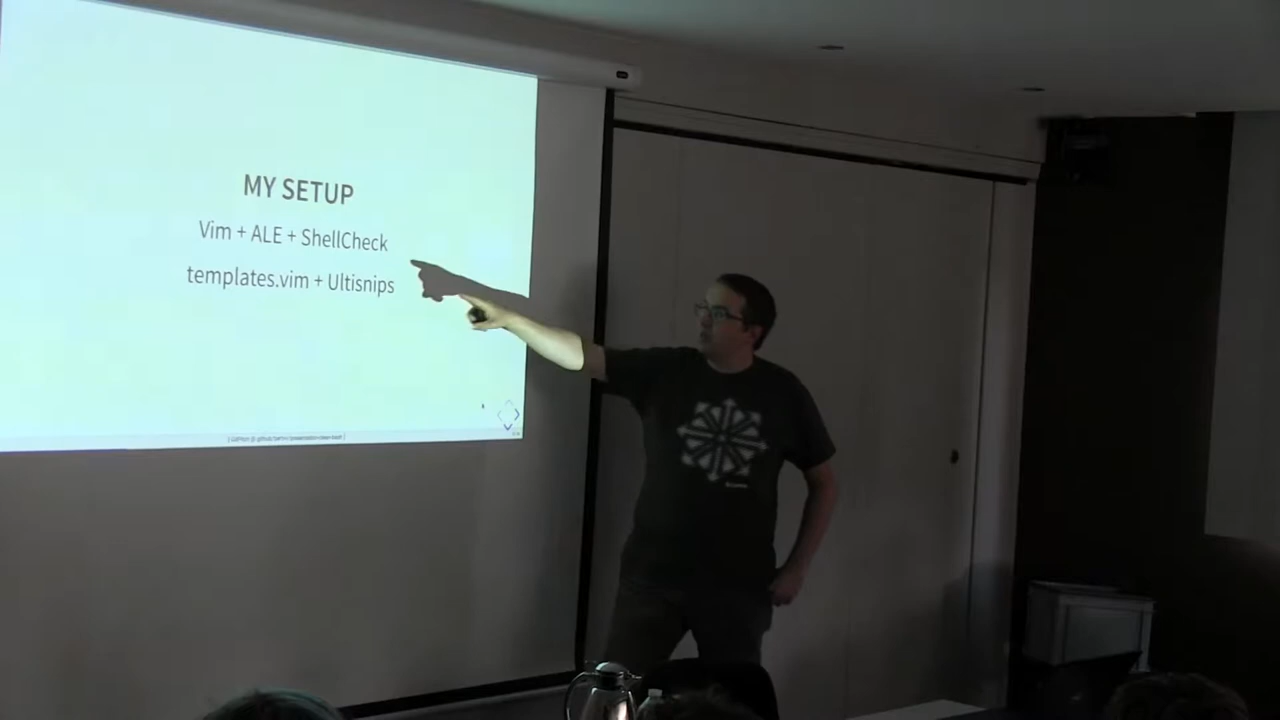 MY SETUP
Vim + ALE + ShellCheck
templates.vim + Ultisnips